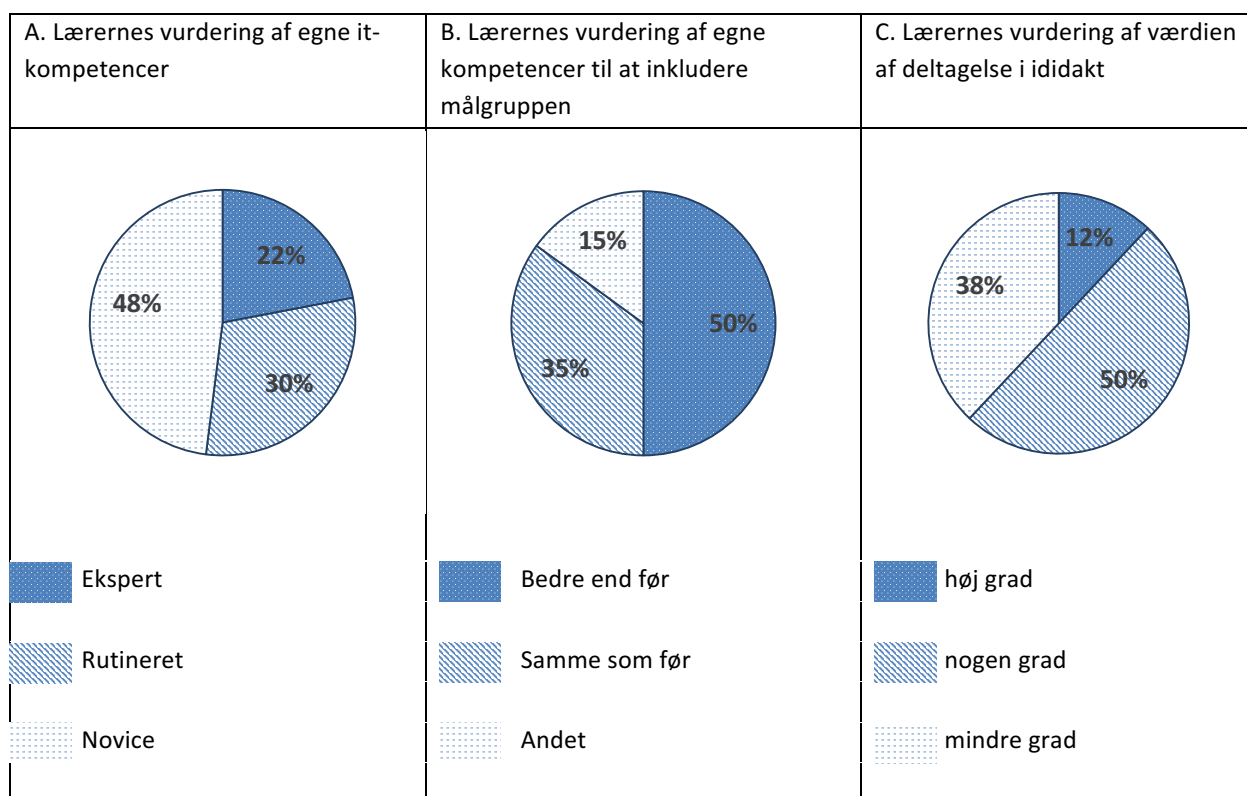 A. Lærernes vurdering af egne it-
kompetencer
B. Lærernes vurdering af egne
kompetencer til at inkludere
målgruppen
C. Lærernes vurdering af værdien
af deltagelse i ididakt
22%
30%
48%
50%
35%
15%
12%
50%
38%
Ekspert
Rutineret
Novice
Bedre end før
Samme som før
Andet
høj grad
nogen grad
mindre grad